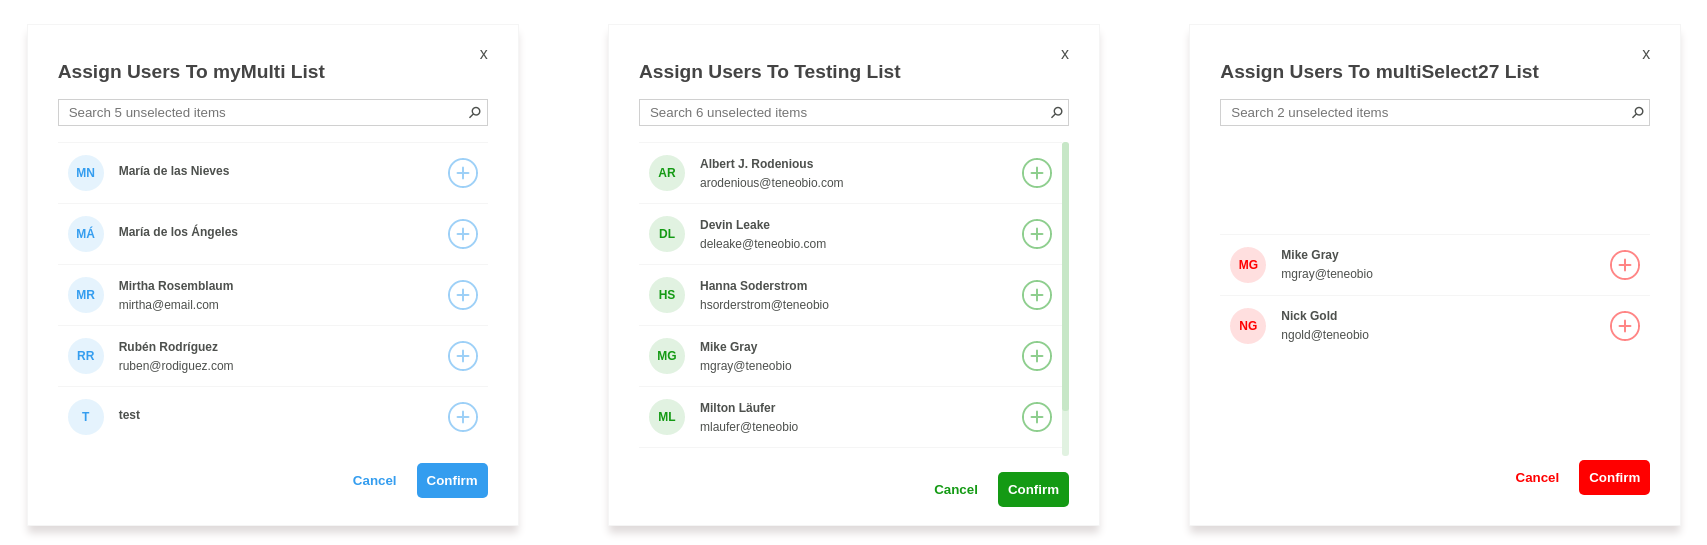 x
Assign Users To myMulti List
Search 5 unselected items
MN
María de las Nieves
MÁ
María de los Ángeles
MR
Mirtha Rosemblaum
mirtha@email.com
RR
Rubén Rodríguez
ruben@rodiguez.com
T
test
Cancel
Confirm
x
Assign Users To Testing List
Search 6 unselected items
AR
Albert J. Rodenious
arodenious@teneobio.com
DL
Devin Leake
deleake@teneobio.com
HS
Hanna Soderstrom
hsorderstrom@teneobio
MG
Mike Gray
mgray@teneobio
ML
Milton Läufer
mlaufer@teneobio
Cancel
Confirm
x
Assign Users To multiSelect27 List
Search 2 unselected items
MG
Mike Gray
mgray@teneobio
NG
Nick Gold
ngold@teneobio
Cancel
Confirm